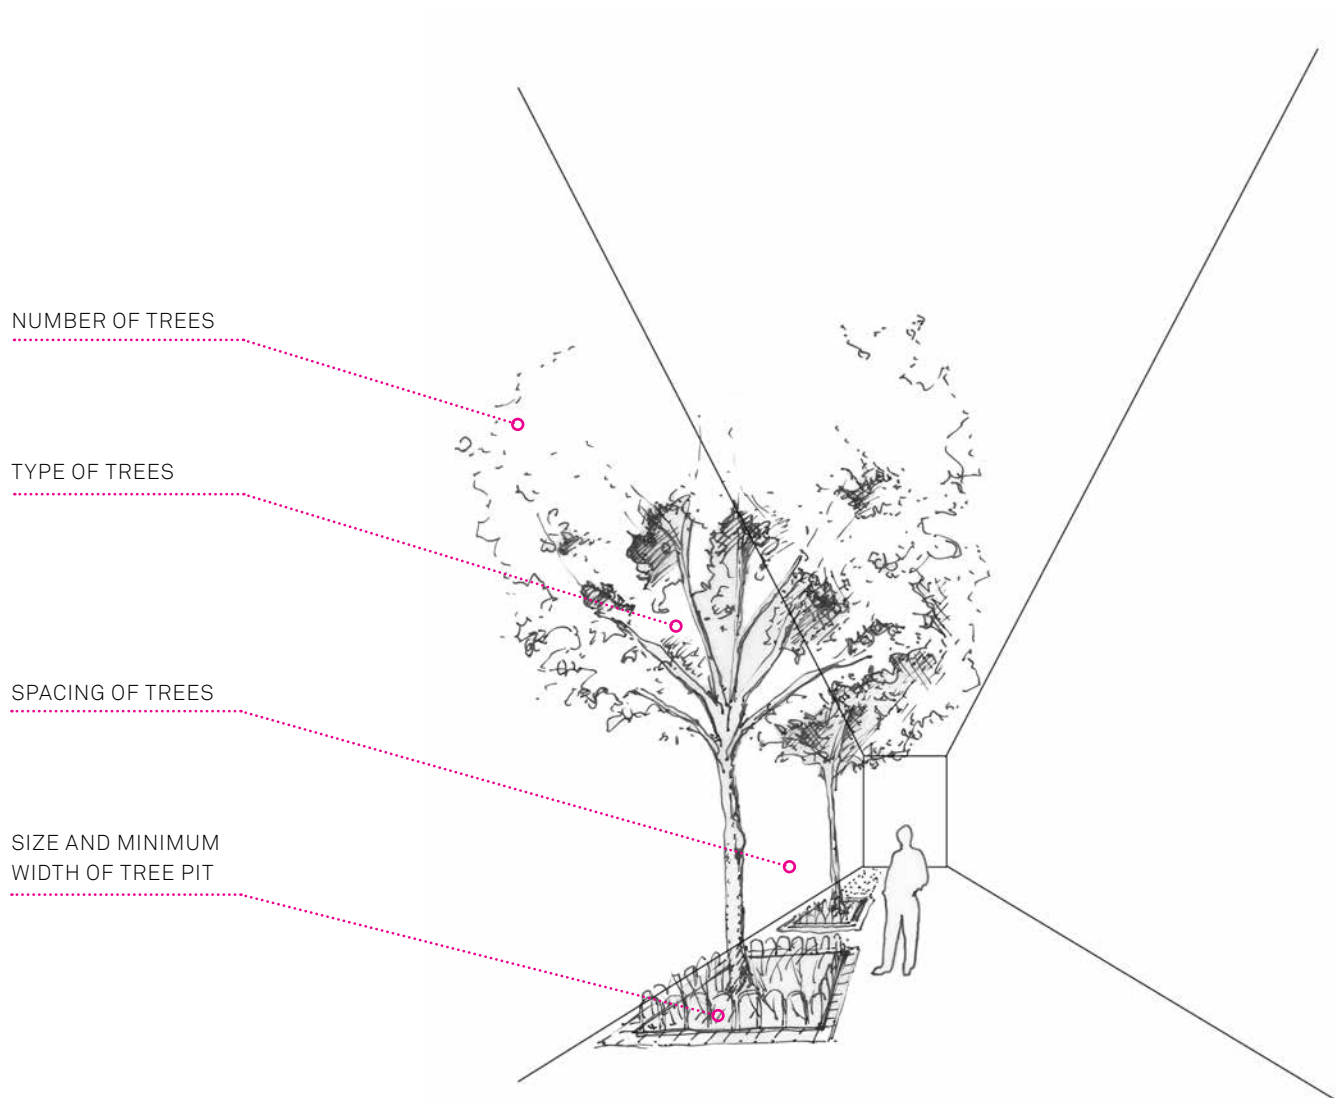 NUMBER OF TREES
TYPE OF TREES
SPACING OF TREES
SIZE AND MINIMUM
WIDTH OF TREE PIT